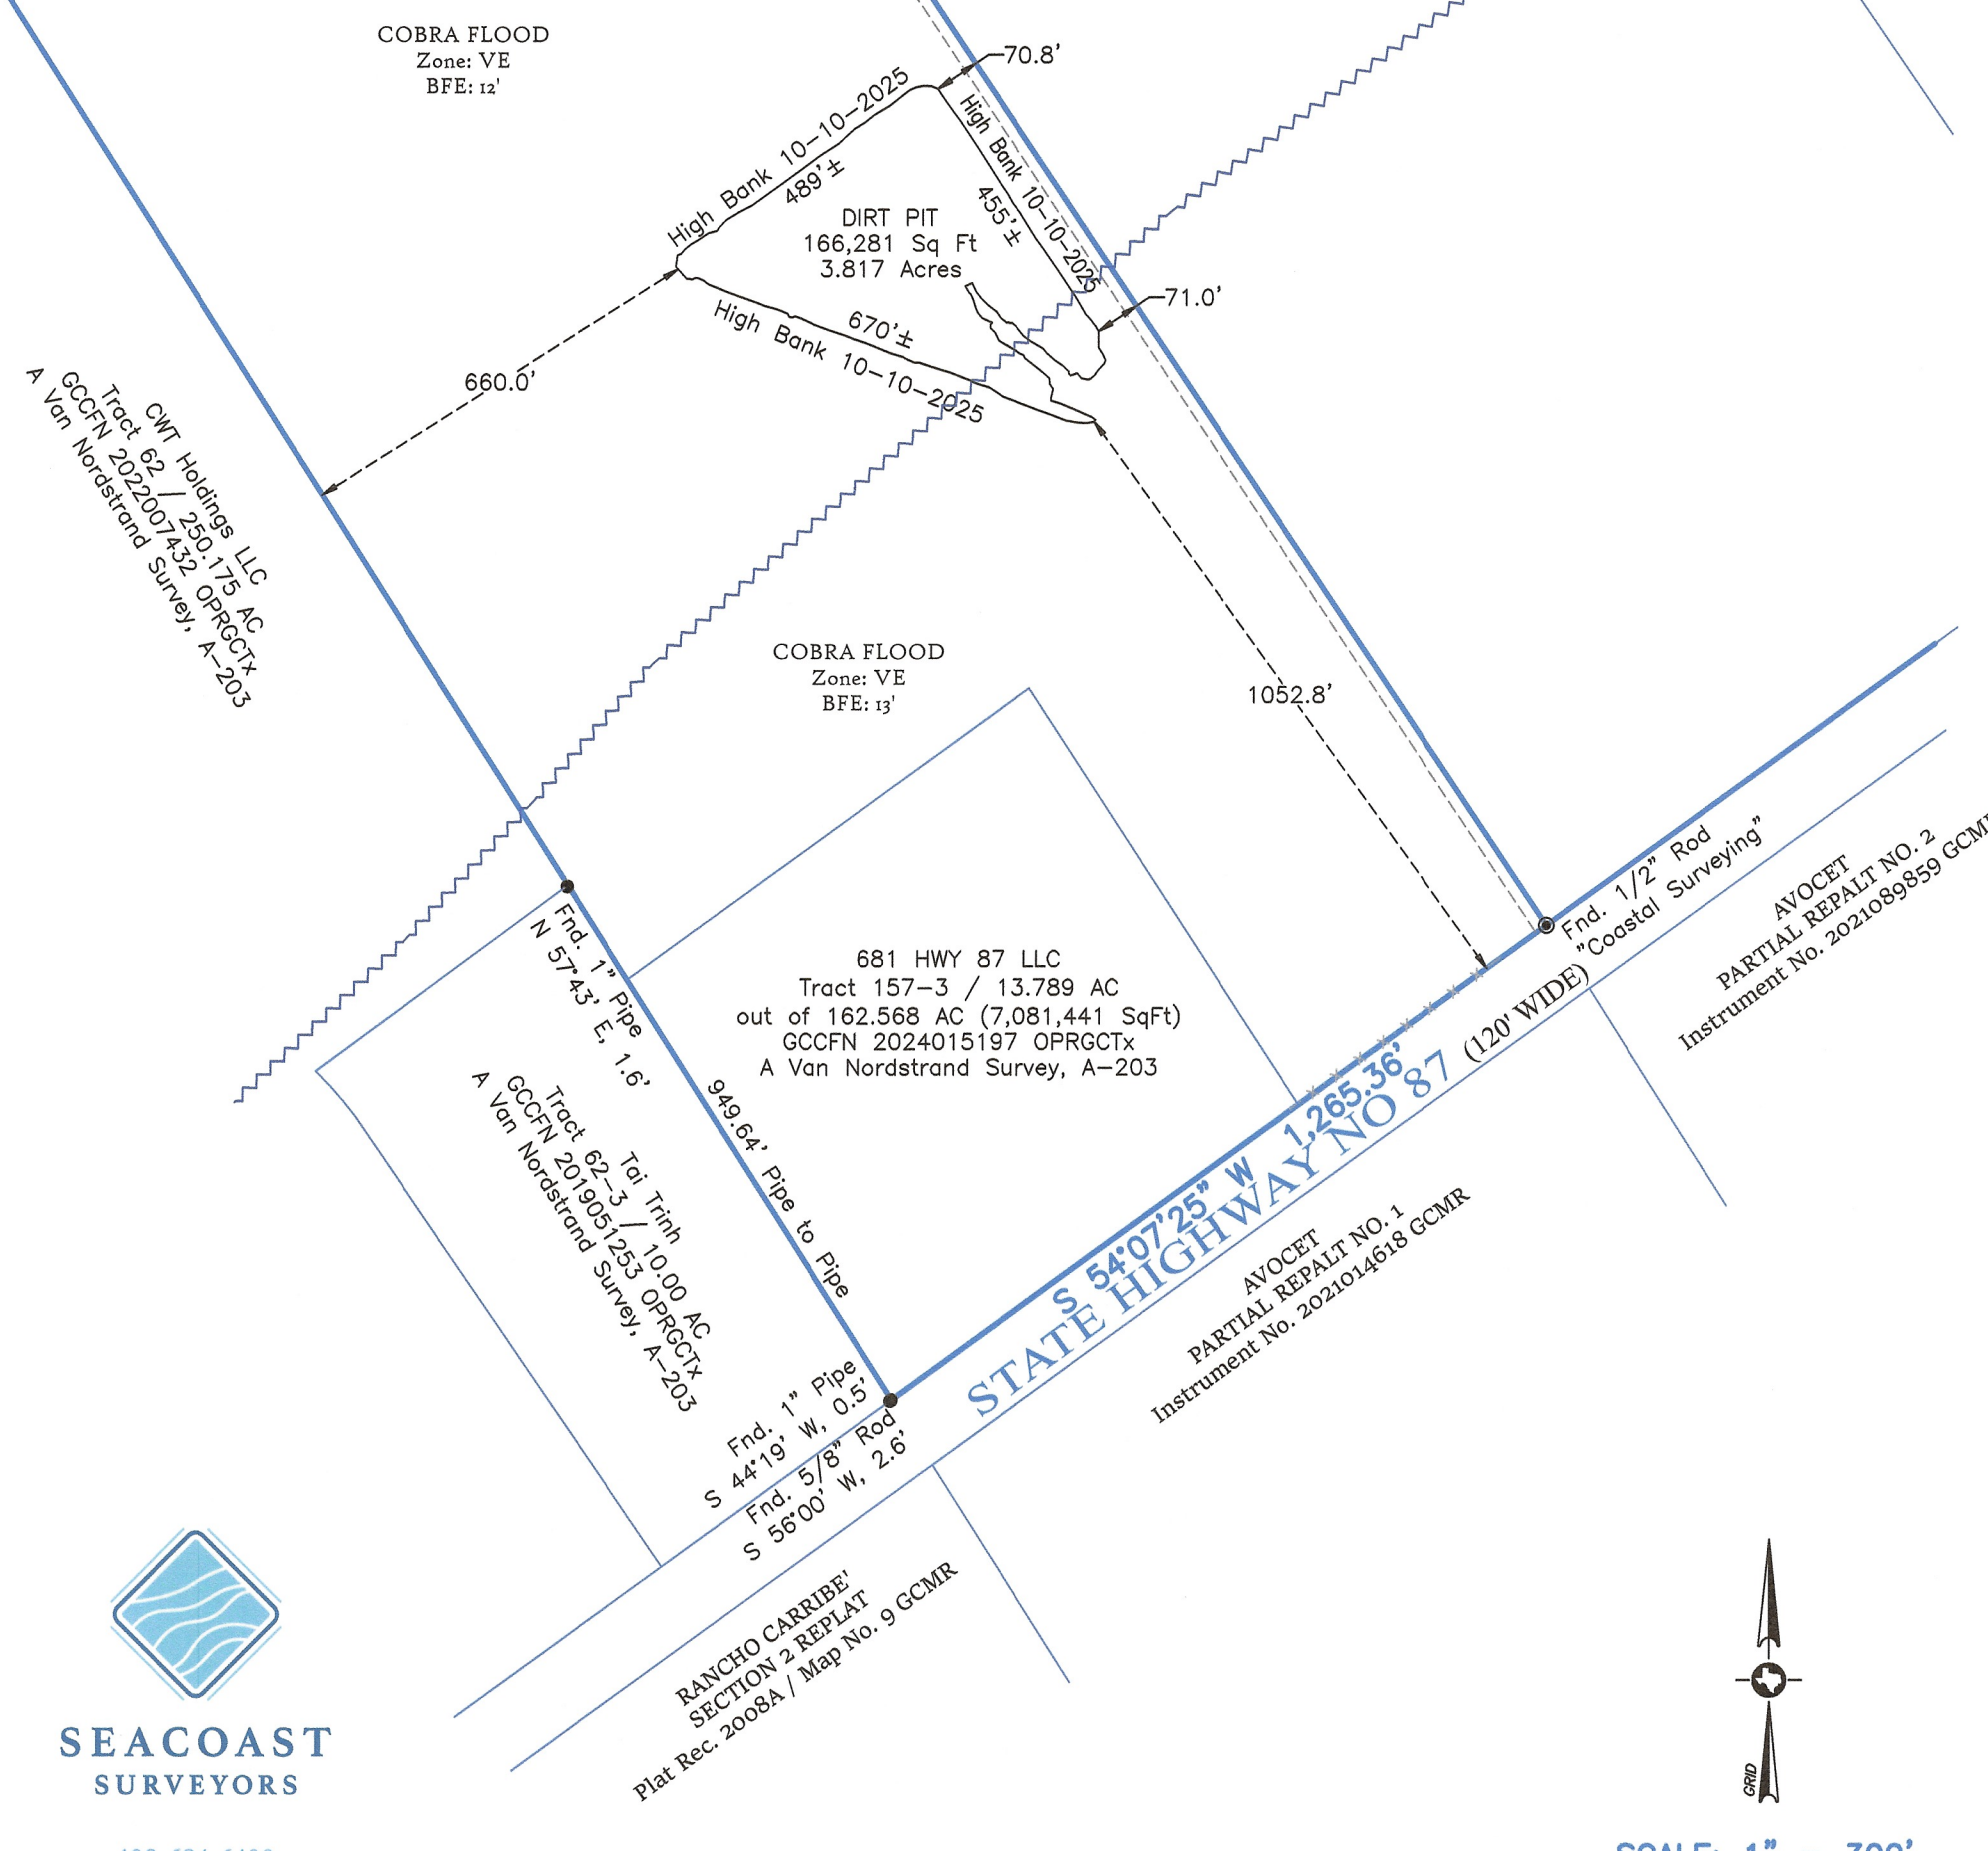 COBRA FLOOD
Zone: VE
BFE: 12'
70.8'
High Bank 10-10-2025
489'±
High Bank 10-10-2025
455'±
DIRT PIT
166,281 Sq Ft
3.817 Acres
71.0'
670'±
High Bank 10-10-2025
660.0'
CWT Holdings LLC
Tract 62 / 250.175 AC
GCCFN 2022007432 OPRGCTx
A Van Nordstrand Survey, A-203
COBRA FLOOD
Zone: VE
BFE: 13'
1052.8'
Fnd. 1/2" Rod
"Coastal Surveying"
AVOCET
PARTIAL REPALT NO. 2
Instrument No. 2021089859
Fnd. 1" Pipe
N 57°43' E, 1.6'
681 HWY 87 LLC
Tract 157-3 / 13.789 AC
out of 162.568 AC (7,081,441 SqFt)
GCCFN 2024015197 OPRGCTx
A Van Nordstrand Survey, A-203
949.64' Pipe to Pipe
Tai Trinh
Tract 62-3 / 10.00 AC
GCCFN 2019051253 OPRGCTx
A Van Nordstrand Survey, A-203
S 54°07'25" W 1,265.36'
STATE HIGHWAY NO 87 (120' WIDE)
AVOCET
PARTIAL REPALT NO. 1
Instrument No. 2021014618 GCMR
Fnd. 1" Pipe
S 44°19' W, 0.5'
Fnd. 5/8" Rod
S 56°00' W, 2.6'
RANCHO CARRIBE'
SECTION 2 REPLAT
Plat Rec. 2008A / Map No. 9 GCMR
SEACOAST
SURVEYORS
GRID